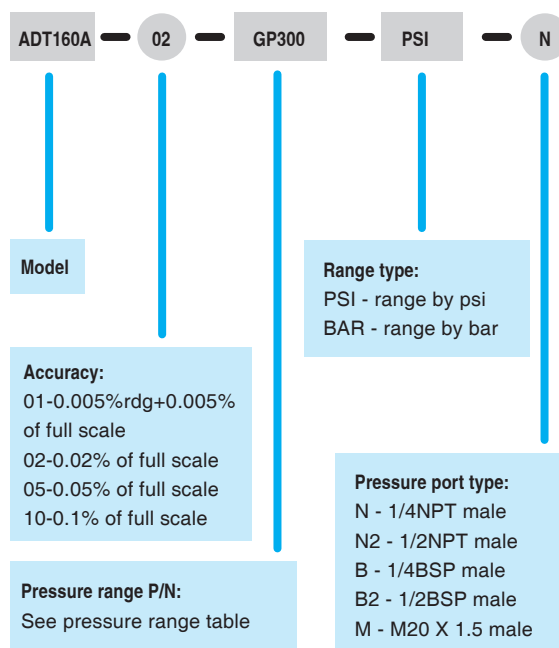 ADT160A — 02 — GP300 — PSI — N
Model
Range type:
PSI - range by psi
BAR - range by bar
Accuracy:
01-0.005%rdg+0.005%
of full scale
02-0.02% of full scale
05-0.05% of full scale
10-0.1% of full scale
Pressure port type:
N - 1/4NPT male
N2 - 1/2NPT male
B - 1/4BSP male
B2 - 1/2BSP male
M - M20 X 1.5 male
Pressure range P/N:
See pressure range table